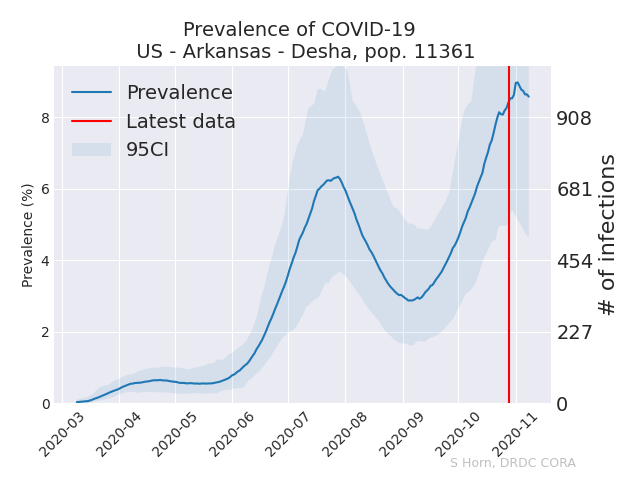 Prevalence of COVID-19
US - Arkansas - Desha, pop. 11361
Prevalence
Latest data
95CI
Prevalence (%)
8
6
4
2
0
908
681
454
227
0
# of infections
2020-03
2020-04
2020-05
2020-06
2020-07
2020-08
2020-09
2020-10
2020-11
S Horn, DRDC CORA